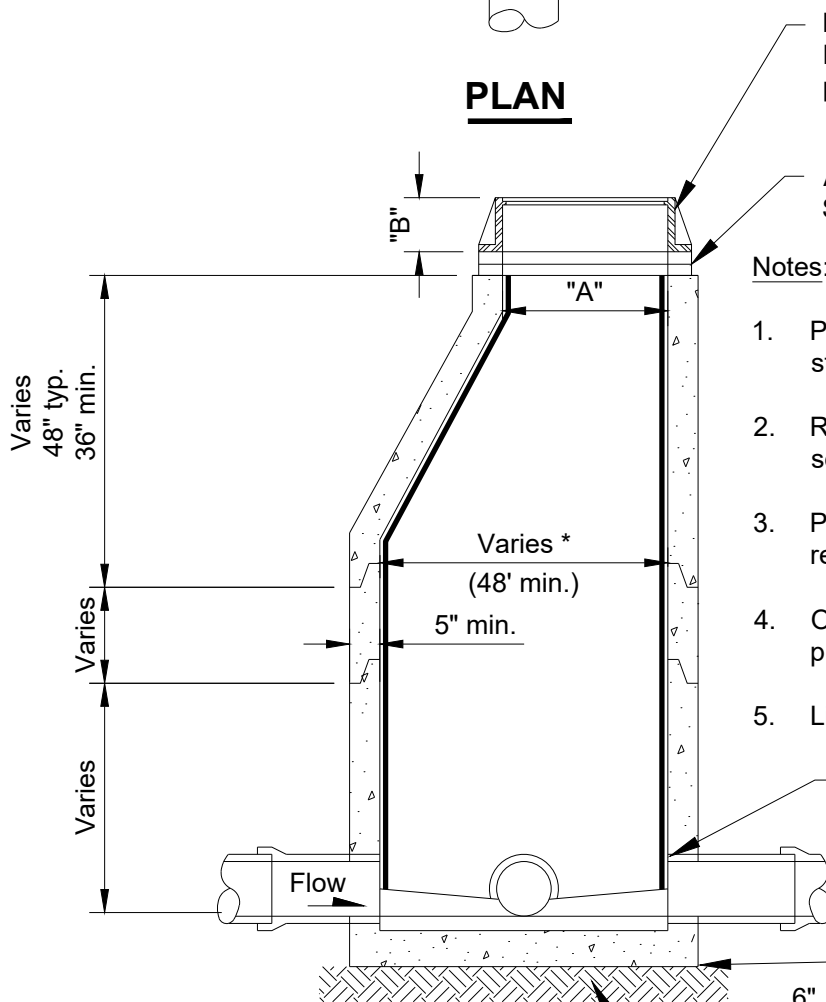 PLAN
"B"
"A"
Notes:
1.
2.
3.
4.
5.
Varies
48" typ.
36" min.
Varies *
(48' min.)
5" min.
Varies
Varies
Flow
6"